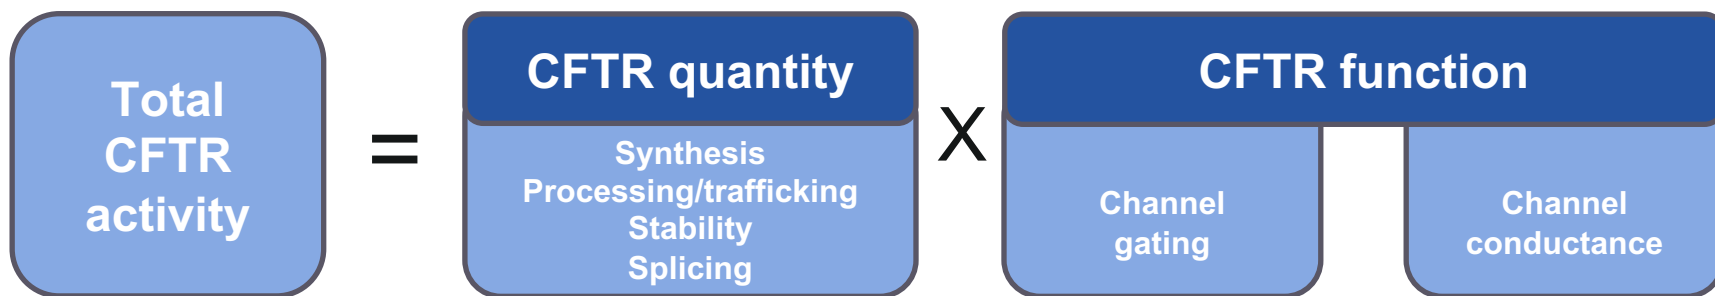 Total
CFTR
activity
=
CFTR quantity
Synthesis
Processing/trafficking
Stability
Splicing
X
CFTR function
Channel
gating
Channel
conductance